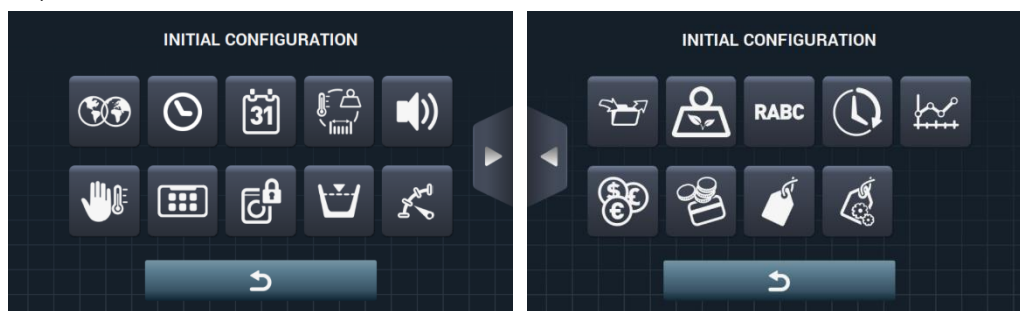 INITIAL CONFIGURATION
31
INITIAL CONFIGURATION
RABC
$
£
€